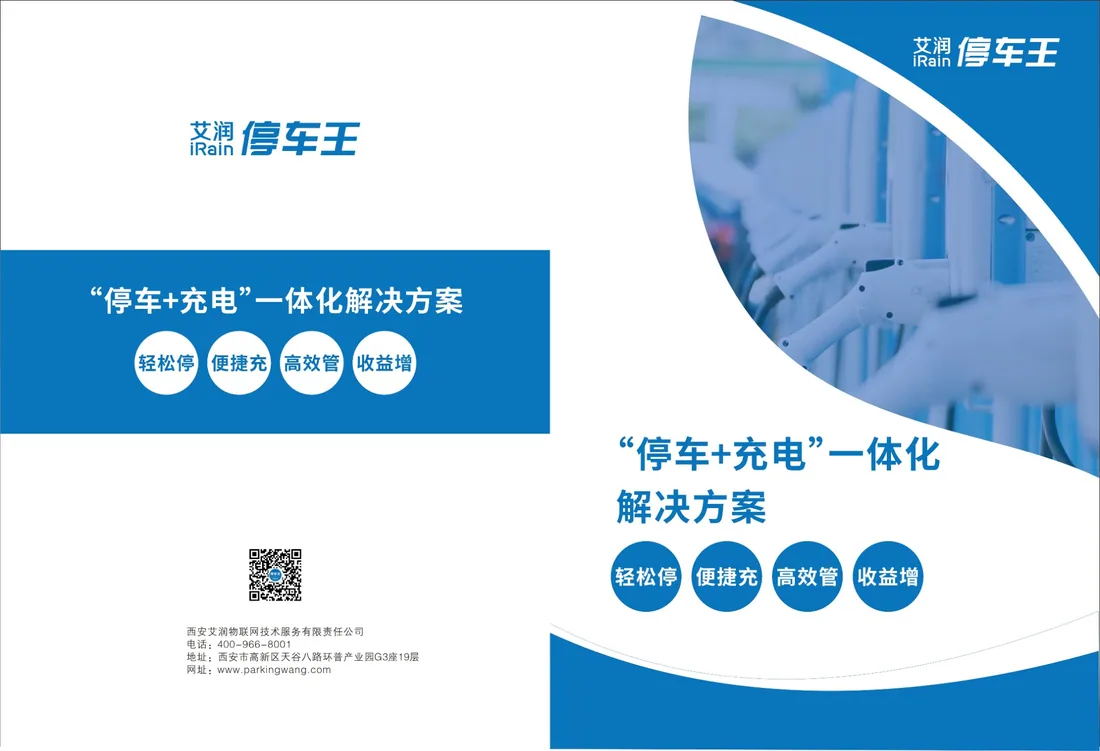 艾润
iRain 停车王
“停车+充电”一体化解决方案
轻松停 便捷充 高效管 收益增
西安艾润物联网技术服务有限责任公司
电话：400-966-8001
地址：西安市高新区天谷八路环普产业园G3座19层
网址：www.parkingwang.com
艾润
iRain 停车王
“停车+充电”一体化
解决方案
轻松停 便捷充 高效管 收益增